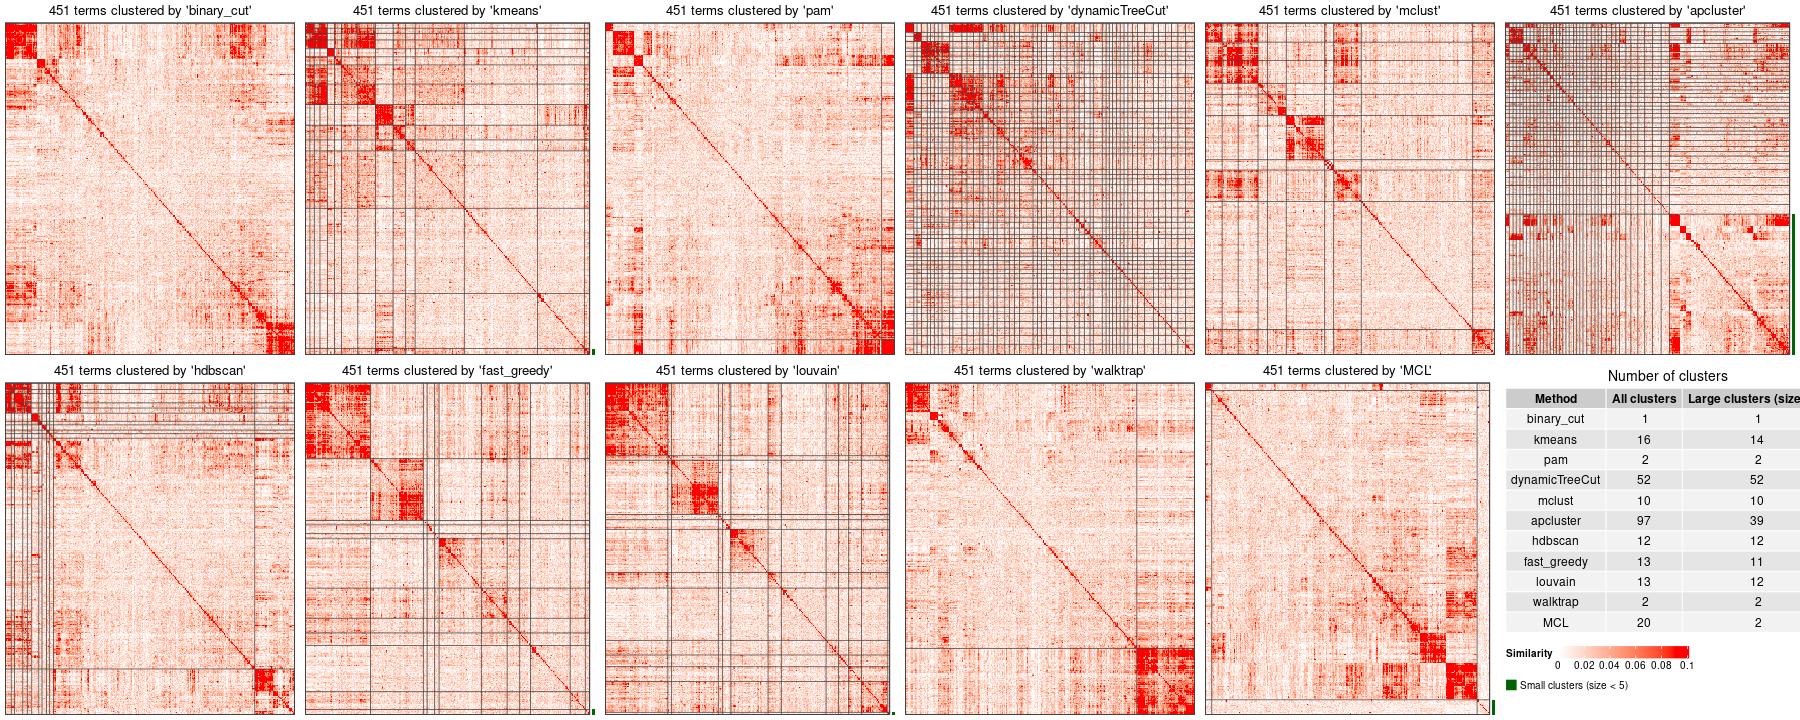 451 terms clustered by 'binary_cut'
451 terms clustered by 'kmeans'
451 terms clustered by 'pam'
451 terms clustered by 'dynamicTreeCut'
451 terms clustered by 'mclust'
451 terms clustered by 'apcluster'
451 terms clustered by 'hdbscan'
451 terms clustered by 'fast_greedy'
451 terms clustered by 'louvain'
451 terms clustered by 'walktrap'
451 terms clustered by 'MCL'
Number of clusters
Method All clusters Large clusters (size
binary_cut 1 1
kmeans 16 14
pam 2 2
dynamicTreeCut 52 52
mclust 10 10
apcluster 97 39
hdbscan 12 12
fast_greedy 13 11
louvain 13 12
walktrap 2 2
MCL 20 2
Similarity
0 0.02 0.04 0.06 0.08 0.1
Small clusters (size < 5)